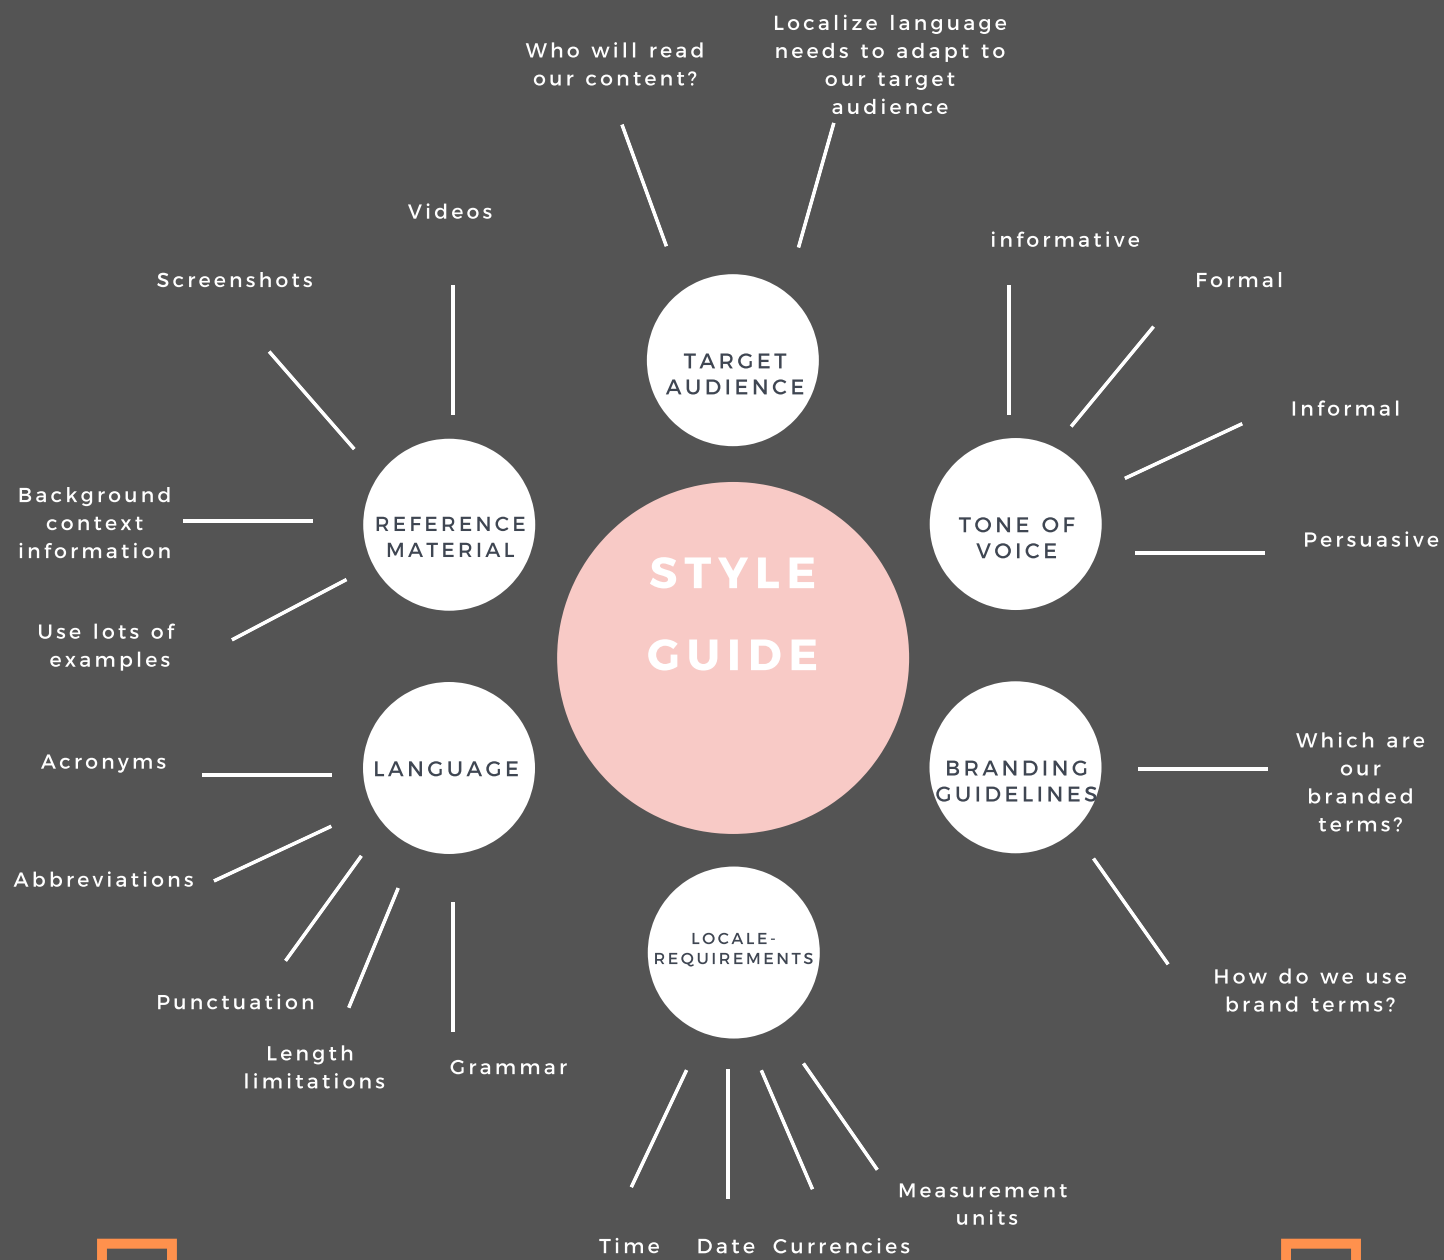 Who will read
our content?
Localize language
needs to adapt to
our target
audience
Videos
Screenshots
informative
Formal
TARGET
AUDIENCE
Informal
Background
context
information
REFERENCE
MATERIAL
TONE OF
VOICE
Persuasive
STYLE
GUIDE
Use lots of
examples
Acronyms
LANGUAGE
BRANDING
GUIDELINES
Which are
our
branded
terms?
Abbreviations
LOCALE-
REQUIREMENTS
How do we use
brand terms?
Punctuation
Length
limitations
Grammar
Measurement
units
Time
Date
Currencies